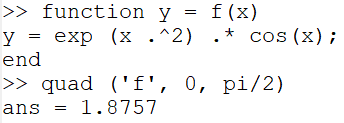 >> function y = f(x)
y = exp (x .^2) .* cos(x);
end
>> quad ('f', 0, pi/2)
ans = 1.8757